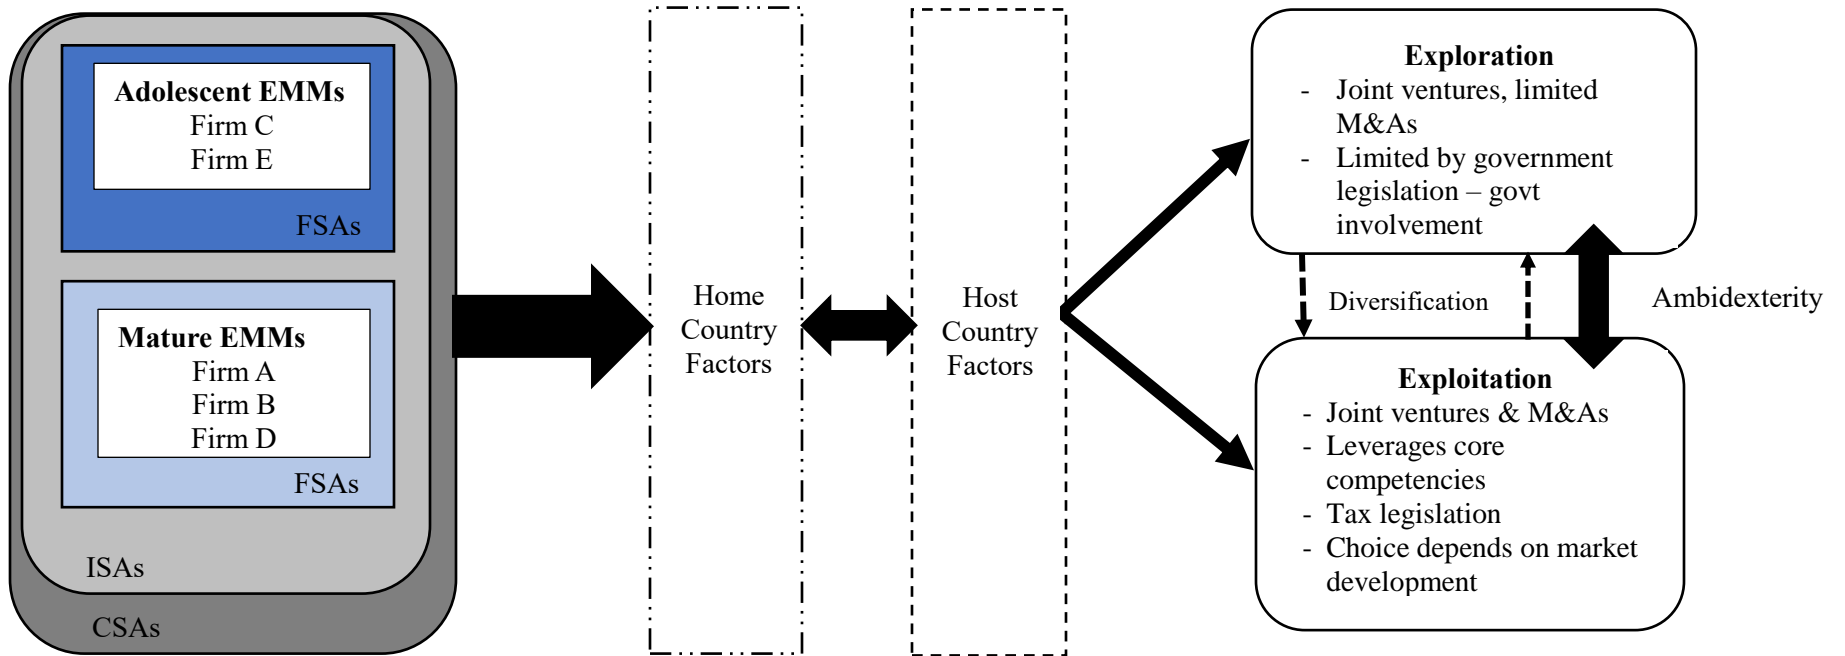 Adolescent EMMs
Firm C
Firm E
FSAs
Mature EMMs
Firm A
Firm B
Firm D
FSAs
ISAs
CSAs
Home
Country
Factors
Host
Country
Factors
Exploration
- Joint ventures, limited
M&As
- Limited by government
legislation – govt
involvement
Diversification
Ambidexterity
Exploitation
- Joint ventures & M&As
- Leverages core
competencies
- Tax legislation
- Choice depends on market
development